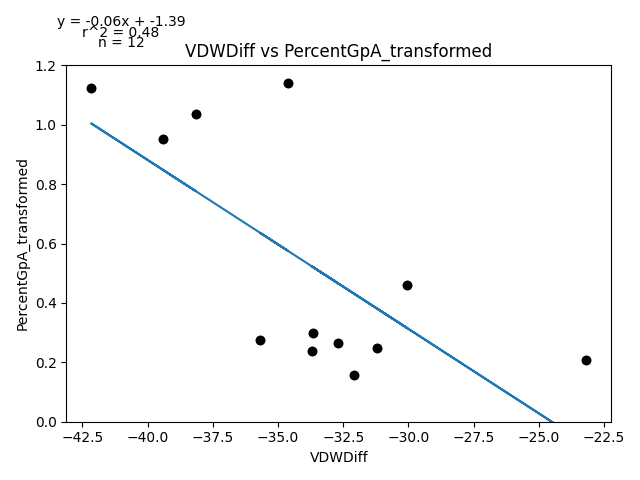 y = -0.06x + -1.39
r^2 = 0.48
n = 12
VDWDiff vs PercentGpA_transformed
1.2
1.0
0.8
0.6
0.4
0.2
0.0
PercentGpA_transformed
−42.5 −40.0 −37.5 −35.0 −32.5 −30.0 −27.5 −25.0 −22.5
VDWDiff